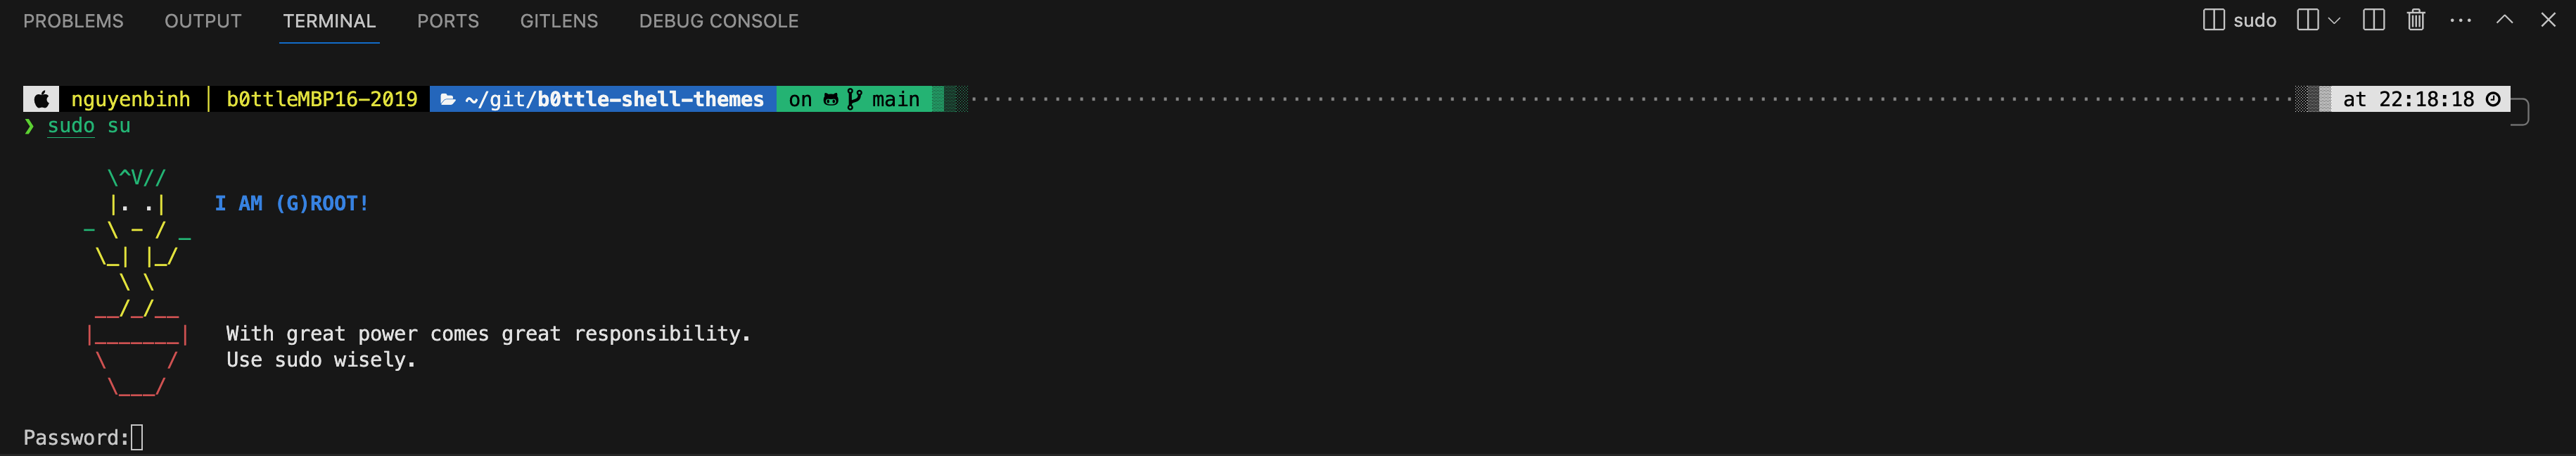 PROBLEMS OUTPUT TERMINAL PORTS GITLENS DEBUG CONSOLE sudo
nguyenbinh | b0ttleMBP16-2019 ~/git/b0ttle-shell-themes on main at 22:18:18
❯ sudo su
\^V//
|. .| I AM (G)ROOT!
- \ - / _
\_| |_/
\ \
__/_/__
|_______| With great power comes great responsibility.
\ / Use sudo wisely.
\___/
Password: